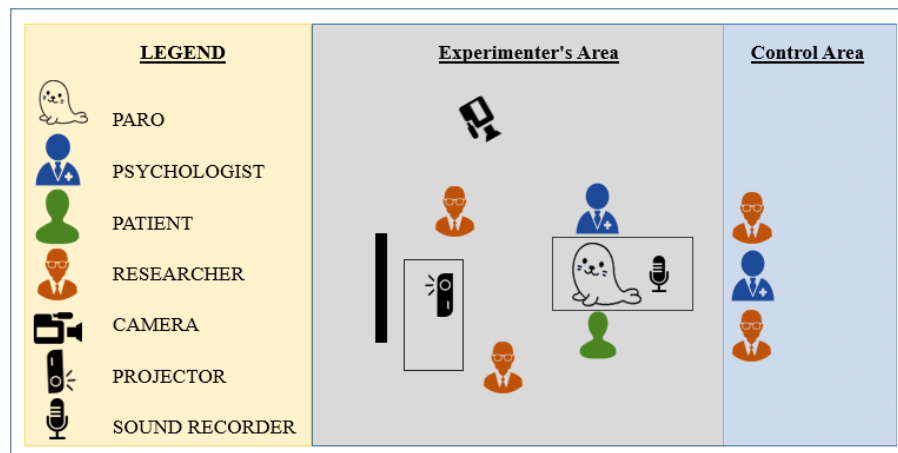 LEGEND
PARO
PSYCHOLOGIST
PATIENT
RESEARCHER
CAMERA
PROJECTOR
SOUND RECORDER
Experimenter's Area
Control Area